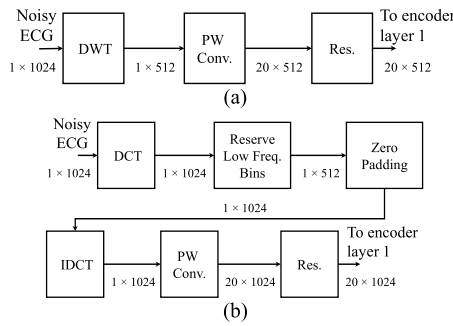 Noisy
ECG
1 × 1024
DWT
1 × 512
PW
Conv.
20 × 512
Res.
To encoder
layer 1
20 × 512
(a)
Noisy
ECG
1 × 1024
DCT
1 × 1024
Reserve
Low Freq.
Bins
1 × 512
Zero
Padding
1 × 1024
IDCT
1 × 1024
PW
Conv.
20 × 1024
Res.
To encoder
layer 1
20 × 1024
(b)